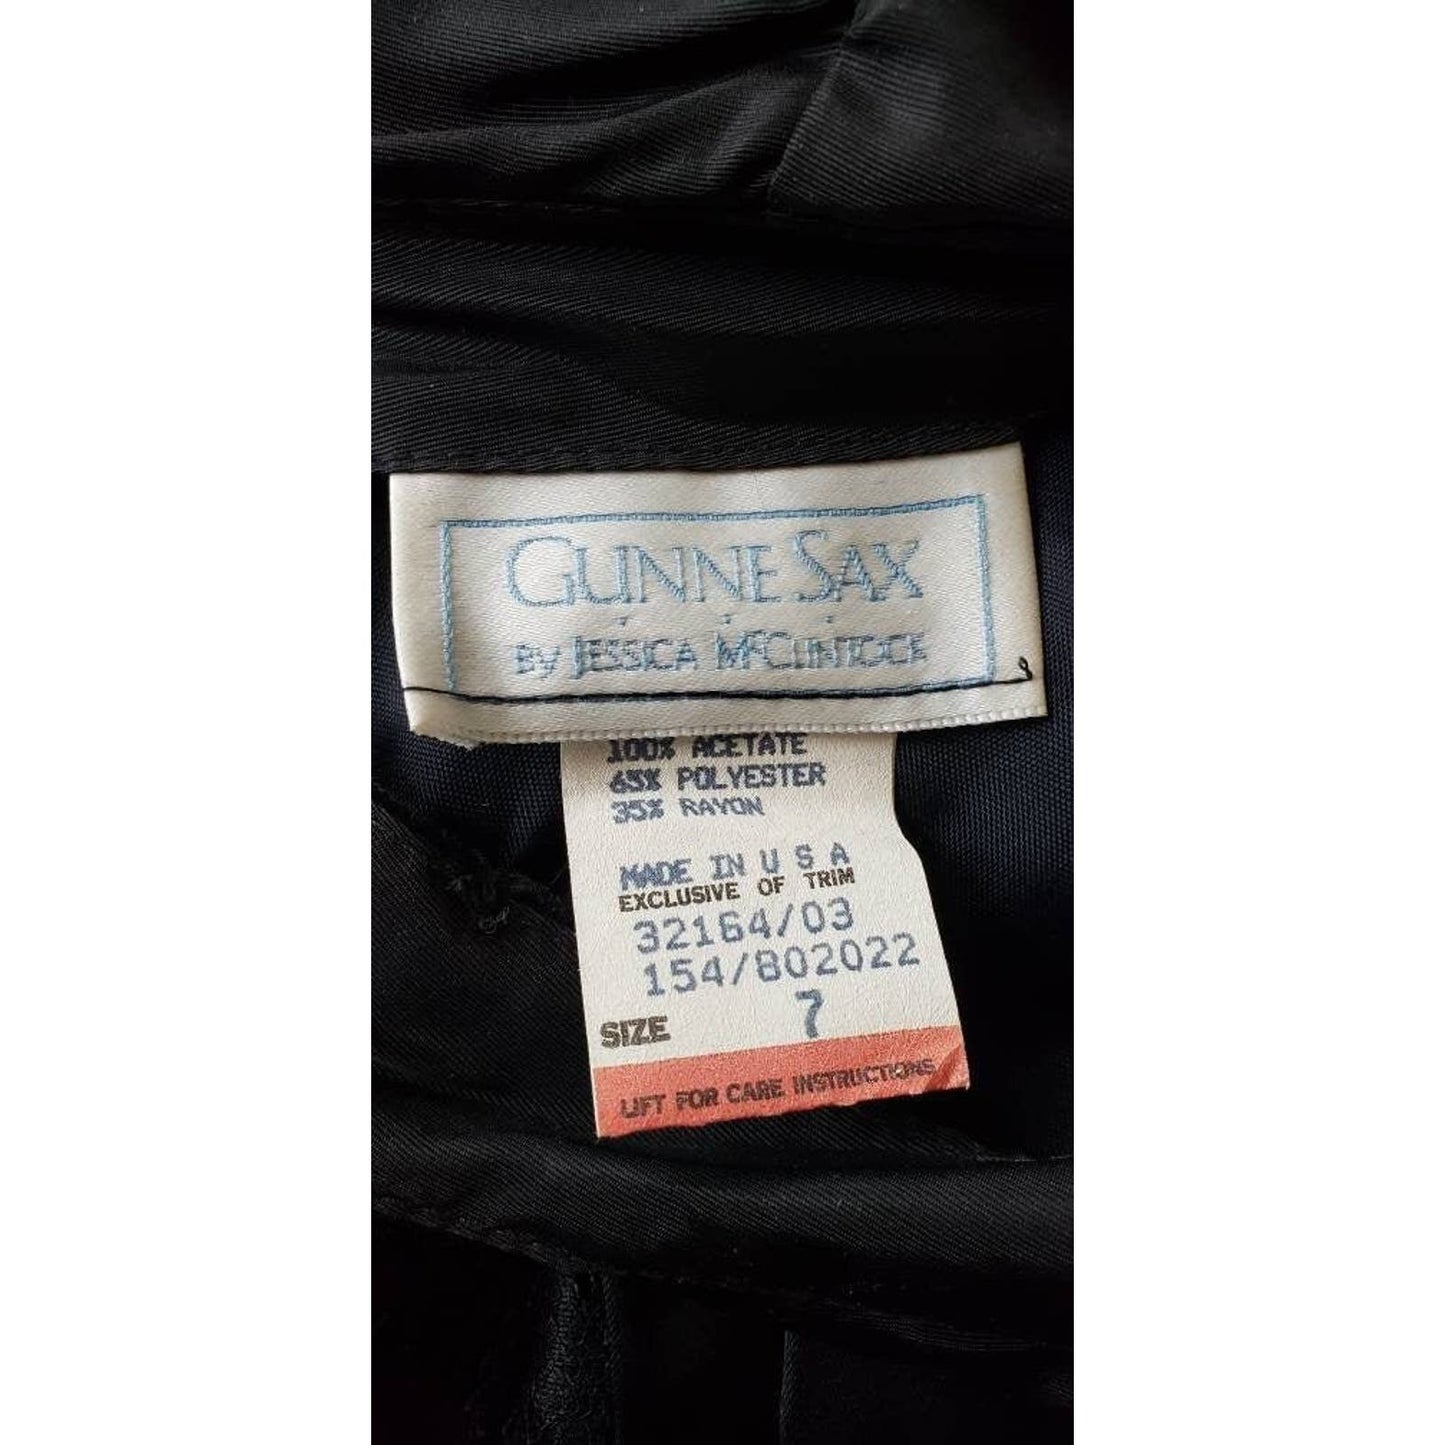 GUNNE SAX
BY JESSICA MCCLINTOCK
100% ACETATE
65% POLYESTER
35% RAYON
MADE IN U S A
EXCLUSIVE OF TRIM
32164/03
154/802022
SIZE 7
LIFT FOR CARE INSTRUCTIONS